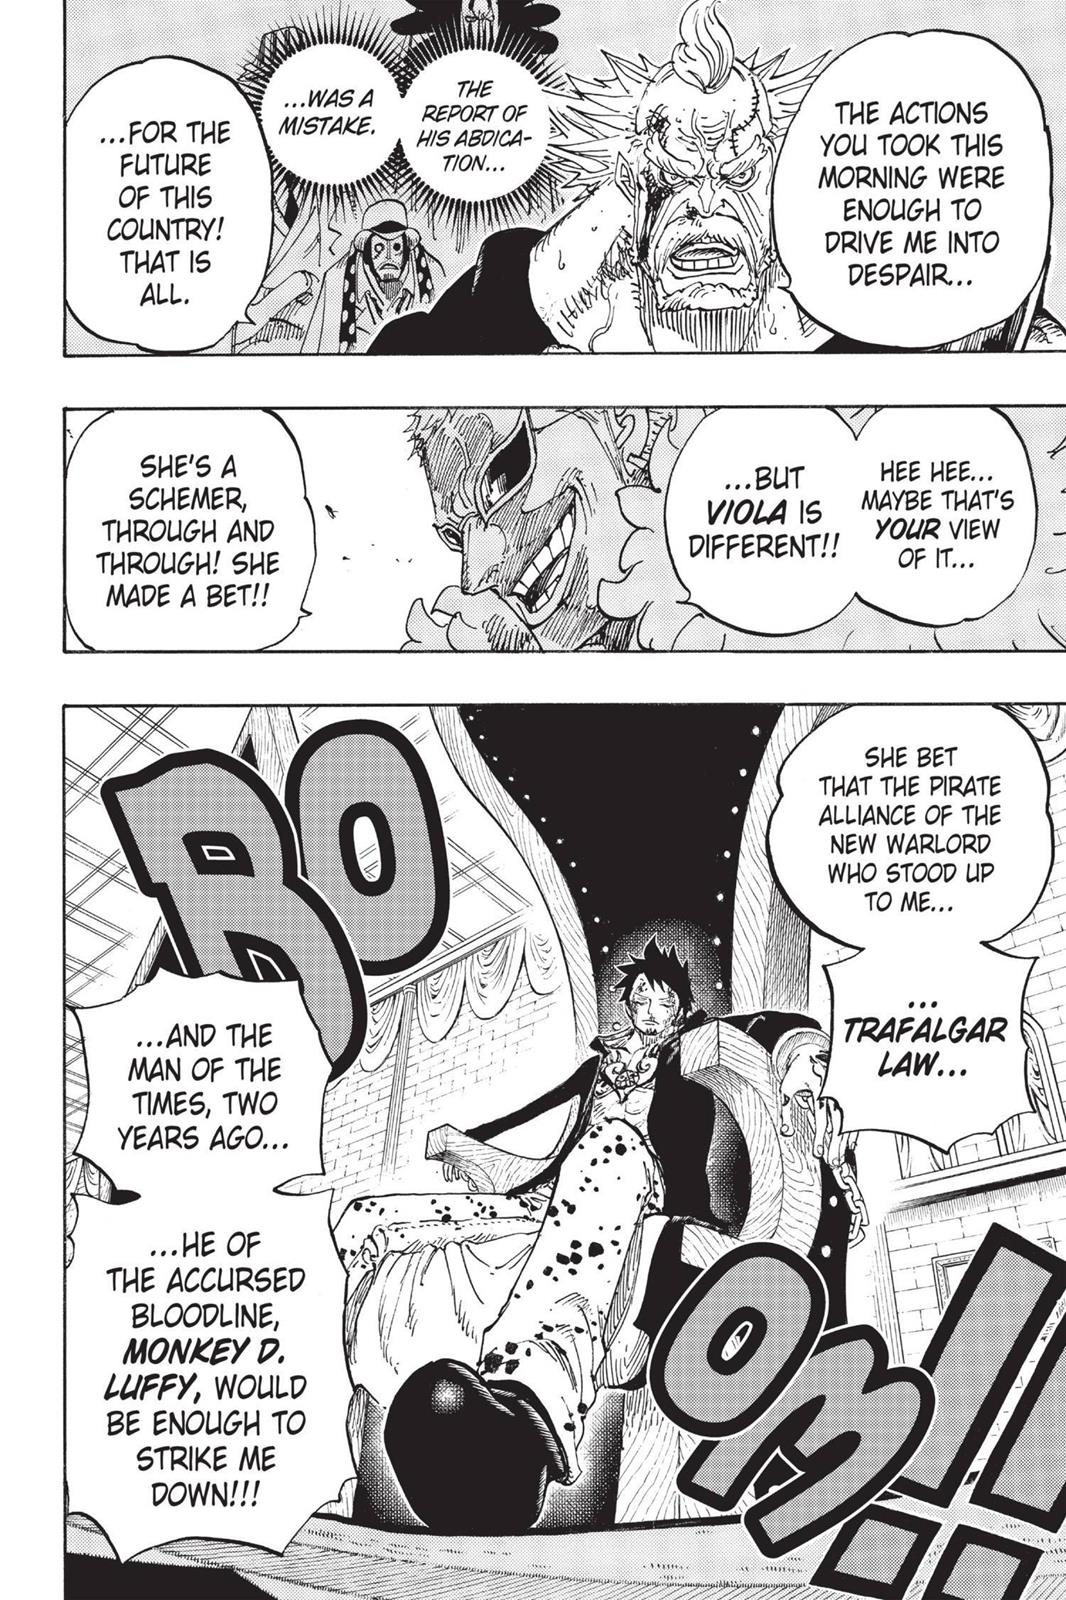 THE ACTIONS
YOU TOOK THIS
MORNING WERE
ENOUGH TO
DRIVE ME INTO
DESPAIR...
THE
REPORT OF
HIS ABDICA-
TION...
...WAS A
MISTAKE.
...FOR THE
FUTURE
OF THIS
COUNTRY!
THAT IS
ALL.
HEE HEE...
MAYBE THAT'S
YOUR VIEW
OF IT...
...BUT
VIOLA IS
DIFFERENT!!
SHE'S A
SCHEMER,
THROUGH AND
THROUGH! SHE
MADE A BET!!
SHE BET
THAT THE PIRATE
ALLIANCE OF THE
NEW WARLORD
WHO STOOD UP
TO ME...
...
TRAFALGAR
LAW...
...AND THE
MAN OF THE
TIMES, TWO
YEARS AGO...
...HE OF
THE ACCURSED
BLOODLINE,
MONKEY D.
LUFFY, WOULD
BE ENOUGH TO
STRIKE ME
DOWN!!!
RO
OM!!